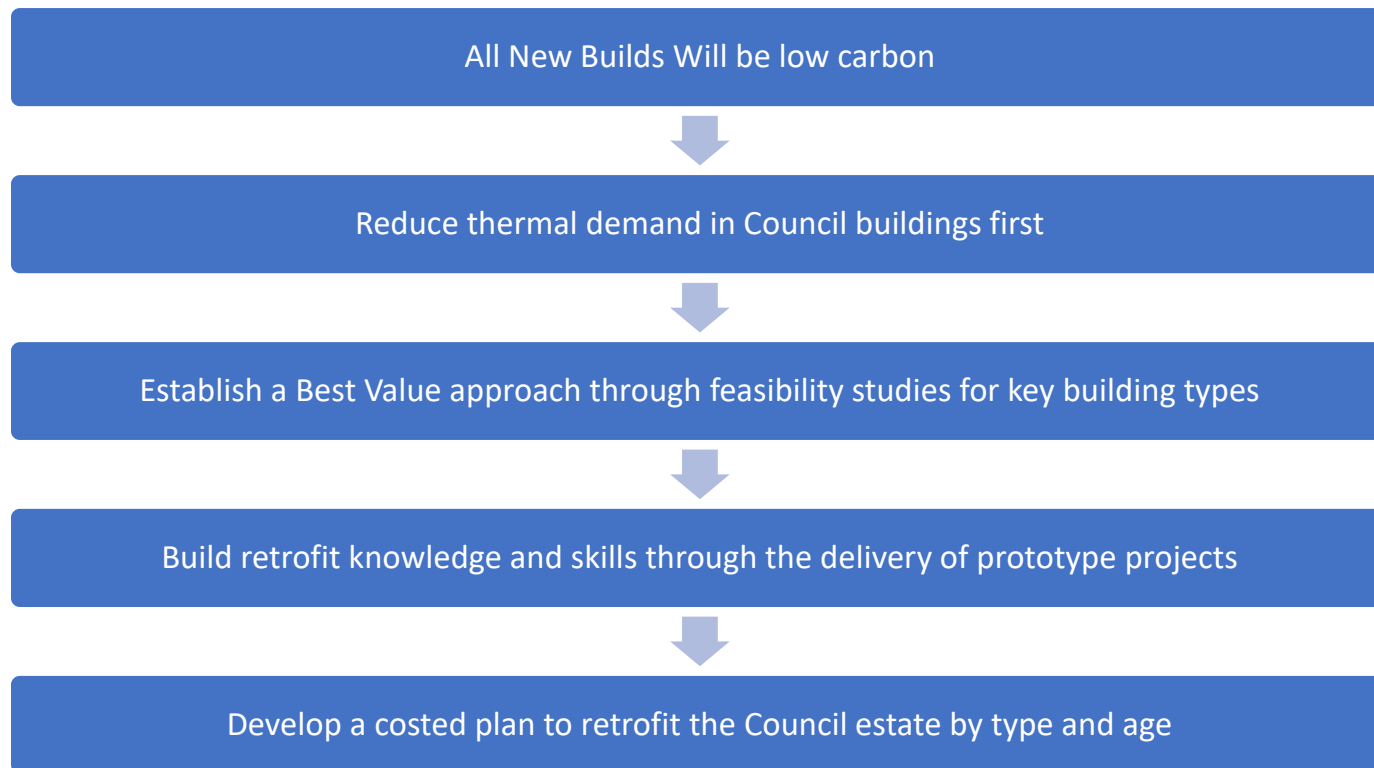 All New Builds Will be low carbon
Reduce thermal demand in Council buildings first
Establish a Best Value approach through feasibility studies for key building types
Build retrofit knowledge and skills through the delivery of prototype projects
Develop a costed plan to retrofit the Council estate by type and age